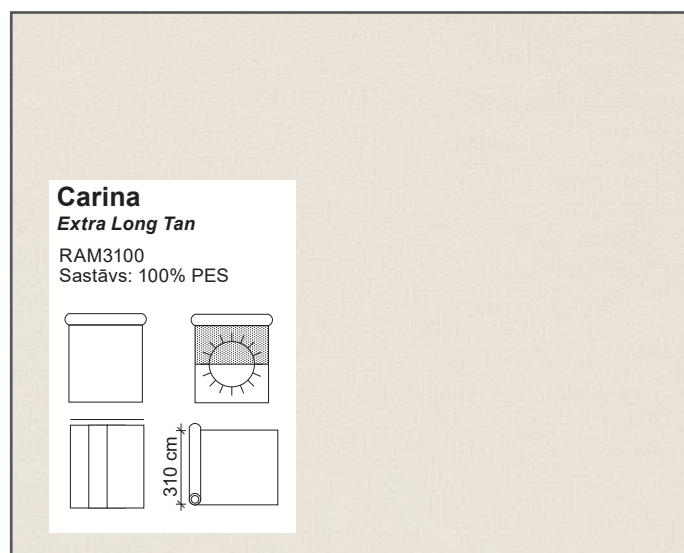 Carina
Extra Long Tan
RAM3100
Sastāvs: 100% PES
310 cm